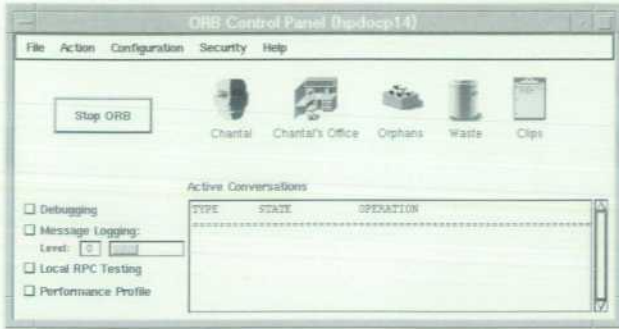 ORB Control Panel (hpdocp14)
File Action Configuration Security Help
Stop ORB
Chantal Chantal's Office Orphans Waste Clips
Active Conversations
TYPE STATE OPERATION
Debugging
Message Logging:
Level: 0
Local RPC Testing
Performance Profile